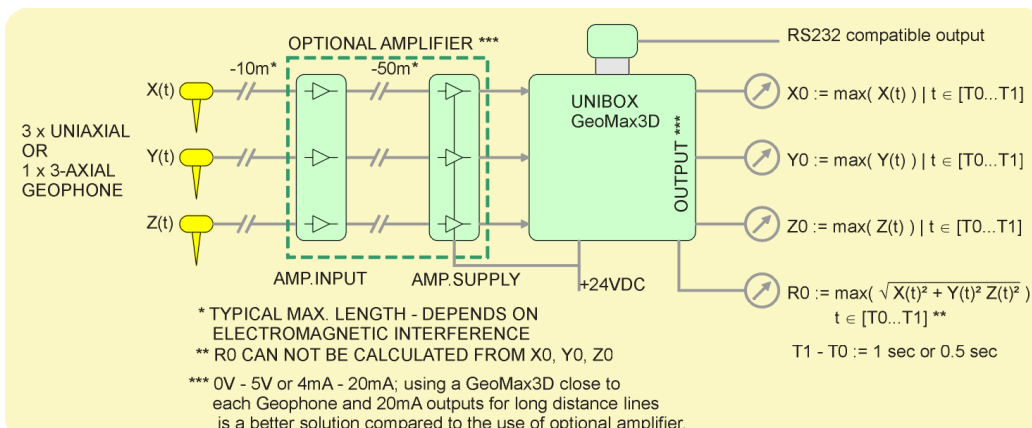 OPTIONAL AMPLIFIER ***
RS232 compatible output
-10m*
-50m*
X(t)
UNIBOX
GeoMax3D
X0 := max( X(t) ) | t ∈ [T0...T1]
3 x UNIAXIAL
OR
1 x 3-AXIAL
GEOPHONE
Y(t)
OUTPUT ***
Y0 := max( Y(t) ) | t ∈ [T0...T1]
Z(t)
Z0 := max( Z(t) ) | t ∈ [T0...T1]
AMP.INPUT
AMP.SUPPLY
+24VDC
R0 := max( √ X(t)² + Y(t)² Z(t)² )
t ∈ [T0...T1] **
T1 - T0 := 1 sec or 0.5 sec
* TYPICAL MAX. LENGTH - DEPENDS ON
ELECTROMAGNETIC INTERFERENCE
** R0 CAN NOT BE CALCULATED FROM X0, Y0, Z0
*** 0V - 5V or 4mA - 20mA; using a GeoMax3D close to
each Geophone and 20mA outputs for long distance lines
is a better solution compared to the use of optional amplifier.